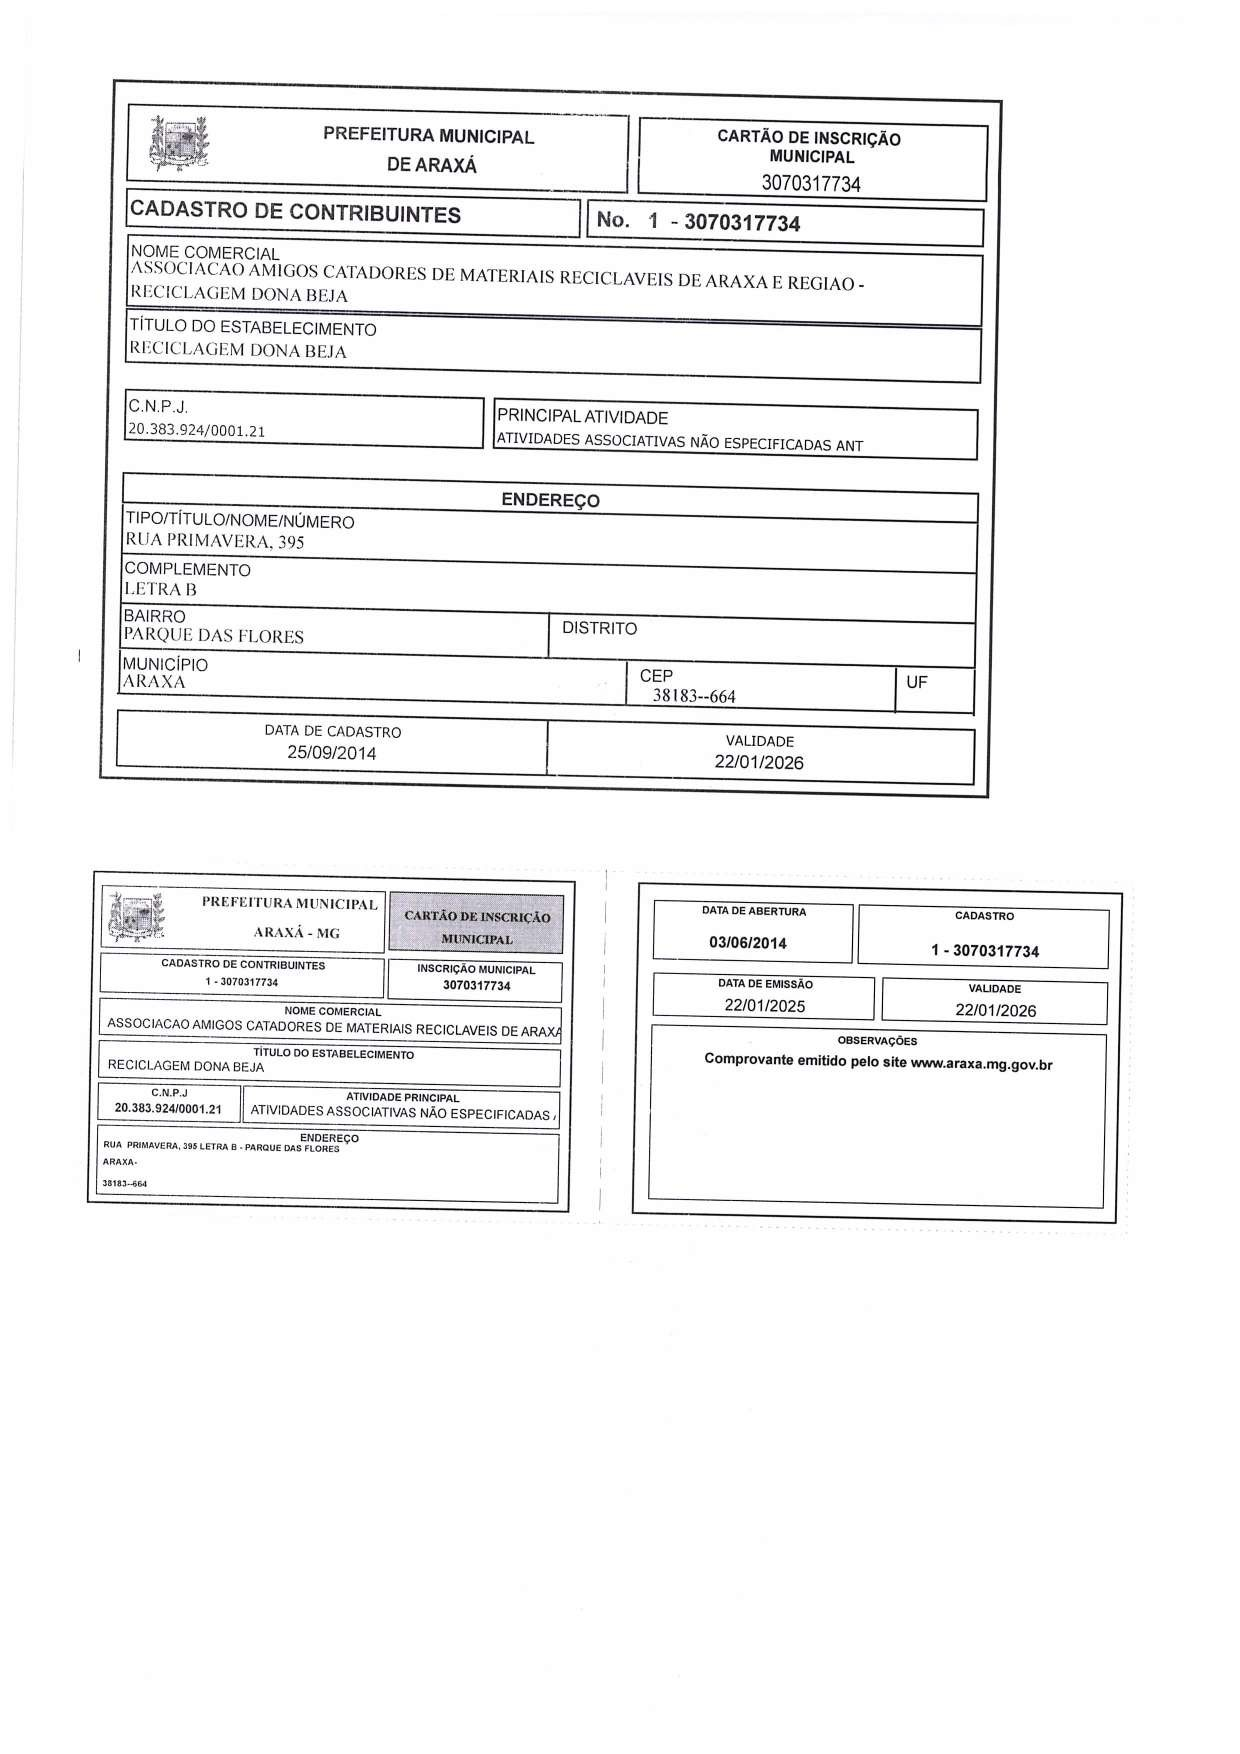 PREFEITURA MUNICIPAL
DE ARAXÁ
CARTÃO DE INSCRIÇÃO
MUNICIPAL
3070317734
CADASTRO DE CONTRIBUINTES
No. 1 - 3070317734
NOME COMERCIAL
ASSOCIACAO AMIGOS CATADORES DE MATERIAIS RECICLAVEIS DE ARAXA E REGIAO -
RECICLAGEM DONA BEJA
TÍTULO DO ESTABELECIMENTO
RECICLAGEM DONA BEJA
C.N.P.J.
20.383.924/0001.21
PRINCIPAL ATIVIDADE
ATIVIDADES ASSOCIATIVAS NÃO ESPECIFICADAS ANT
ENDEREÇO
TIPO/TÍTULO/NOME/NÚMERO
RUA PRIMAVERA, 395
COMPLEMENTO
LETRA B
BAIRRO
PARQUE DAS FLORES
DISTRITO
MUNICÍPIO
ARAXA
CEP
38183--664
UF
DATA DE CADASTRO
25/09/2014
VALIDADE
22/01/2026
PREFEITURA MUNICIPAL
ARAXÁ - MG
CARTÃO DE INSCRIÇÃO
MUNICIPAL
CADASTRO DE CONTRIBUINTES
1 - 3070317734
INSCRIÇÃO MUNICIPAL
3070317734
NOME COMERCIAL
ASSOCIACAO AMIGOS CATADORES DE MATERIAIS RECICLAVEIS DE ARAXA
TÍTULO DO ESTABELECIMENTO
RECICLAGEM DONA BEJA
C.N.P.J
20.383.924/0001.21
ATIVIDADE PRINCIPAL
ATIVIDADES ASSOCIATIVAS NÃO ESPECIFICADAS
ENDEREÇO
RUA PRIMAVERA, 395 LETRA B - PARQUE DAS FLORES
ARAXA-
38183--664
DATA DE ABERTURA
03/06/2014
CADASTRO
1 - 3070317734
DATA DE EMISSÃO
22/01/2025
VALIDADE
22/01/2026
OBSERVAÇÕES
Comprovante emitido pelo site www.araxa.mg.gov.br